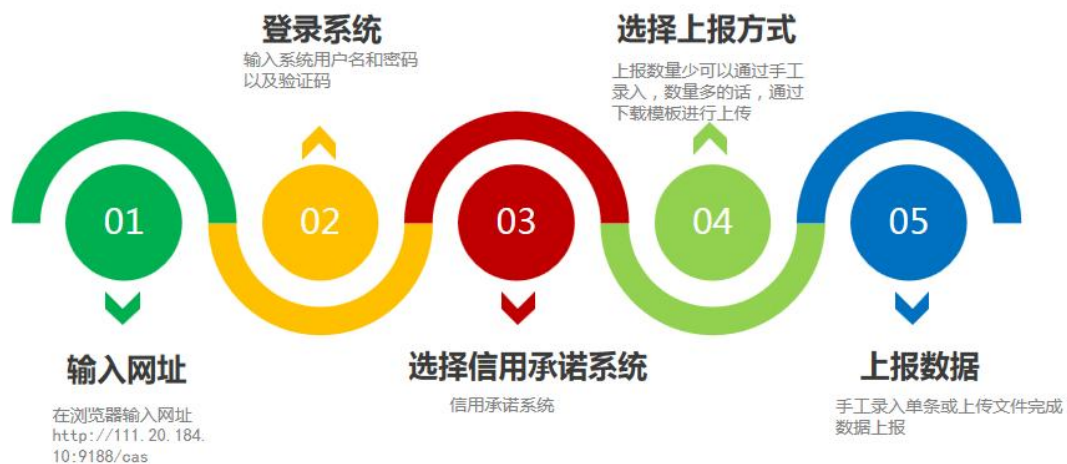 01
输入网址
在浏览器输入网址
http://111.20.184.
10:9188/cas
登录系统
输入系统用户名和密码
以及验证码
02
03
选择信用承诺系统
信用承诺系统
选择上报方式
上报数量少可以通过手工
录入，数量多的话，通过
下载模板进行上传
04
05
上报数据
手工录入单条或上传文件完成
数据上报